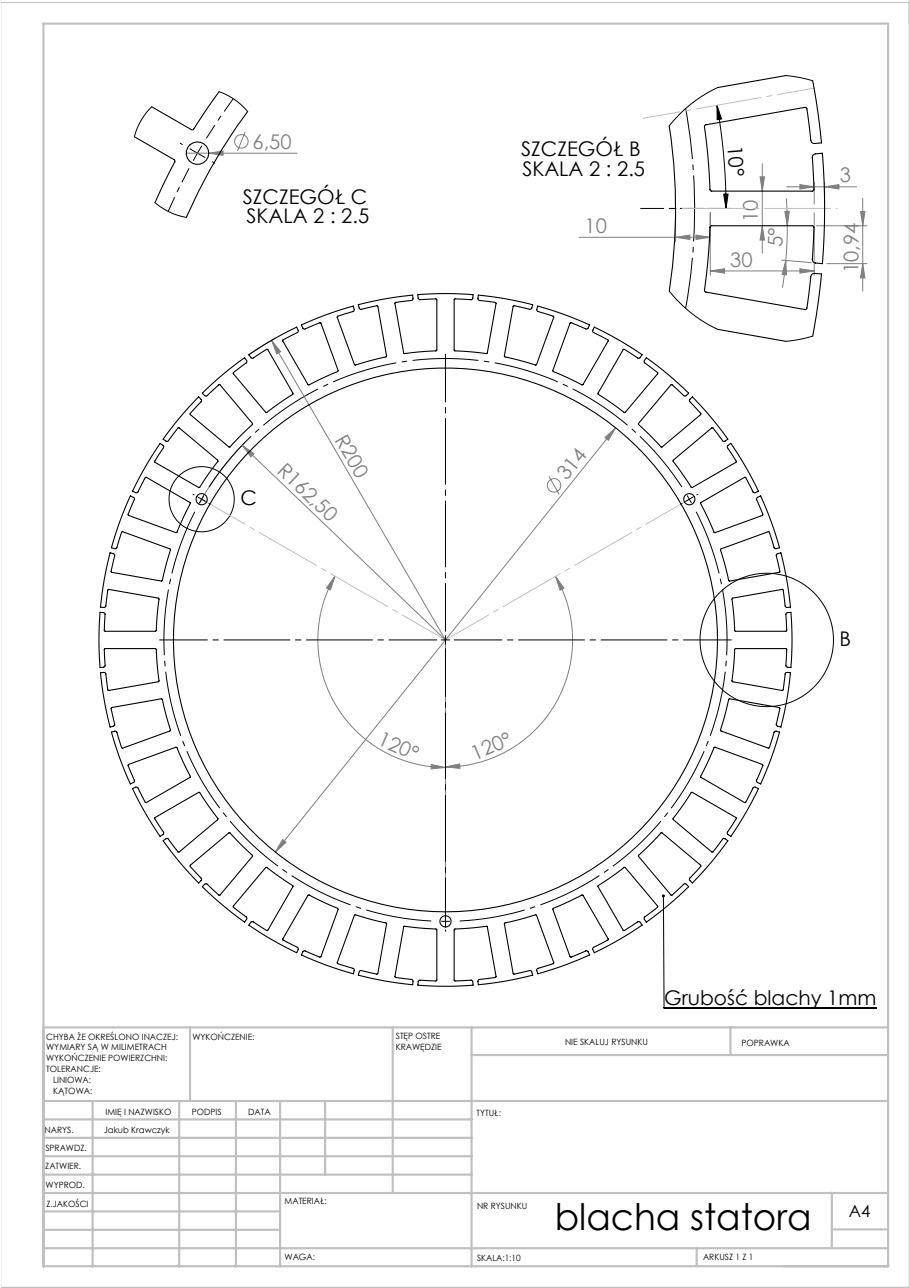 ∅6,50
SZCZEGÓŁ C
SKALA 2 : 2.5
SZCZEGÓŁ B
SKALA 2 : 2.5
10°
3
10
10
5°
10,94
30
R200
R162,50
∅314
C
B
120°
120°
Grubość blachy 1mm
CHYBA ŻE OKREŚLONO INACZEJ:
WYMIARY SĄ W MILIMETRACH
WYKOŃCZENIE POWIERZCHNI:
TOLERANCJE:
LINIOWA:
KĄTOWA:
WYKOŃCZENIE:
STĘP OSTRE
KRAWĘDZIE
NIE SKALUJ RYSUNKU
POPRAWKA
IMIĘ I NAZWISKO
PODPIS
DATA
TYTUŁ:
NARYS.
Jakub Krawczyk
SPRAWDZ.
ZATWIER.
WYPROD.
Z.JAKOŚCI
MATERIAŁ:
NR RYSUNKU
blacha statora
A4
WAGA:
SKALA:1:10
ARKUSZ 1 Z 1